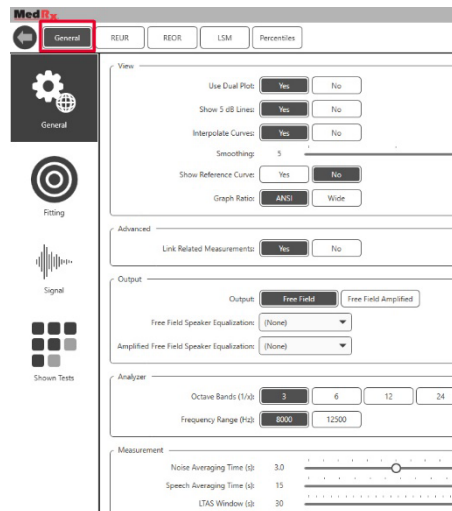 MedRx
General REUR REOR LSM Percentiles
General
Fitting
Signal
Shown Tests
View
Use Dual Plot: Yes No
Show 5 dB Lines: Yes No
Interpolate Curves: Yes No
Smoothing: 5
Show Reference Curve: Yes No
Graph Ratio: ANSI Wide
Advanced
Link Related Measurements: Yes No
Output
Output: Free Field Free Field Amplified
Free Field Speaker Equalization: (None)
Amplified Free Field Speaker Equalization: (None)
Analyzer
Octave Bands (1/x): 3 6 12 24
Frequency Range (Hz): 8000 12500
Measurement
Noise Averaging Time (s): 3.0
Speech Averaging Time (s): 15
LTAS Window (s): 30